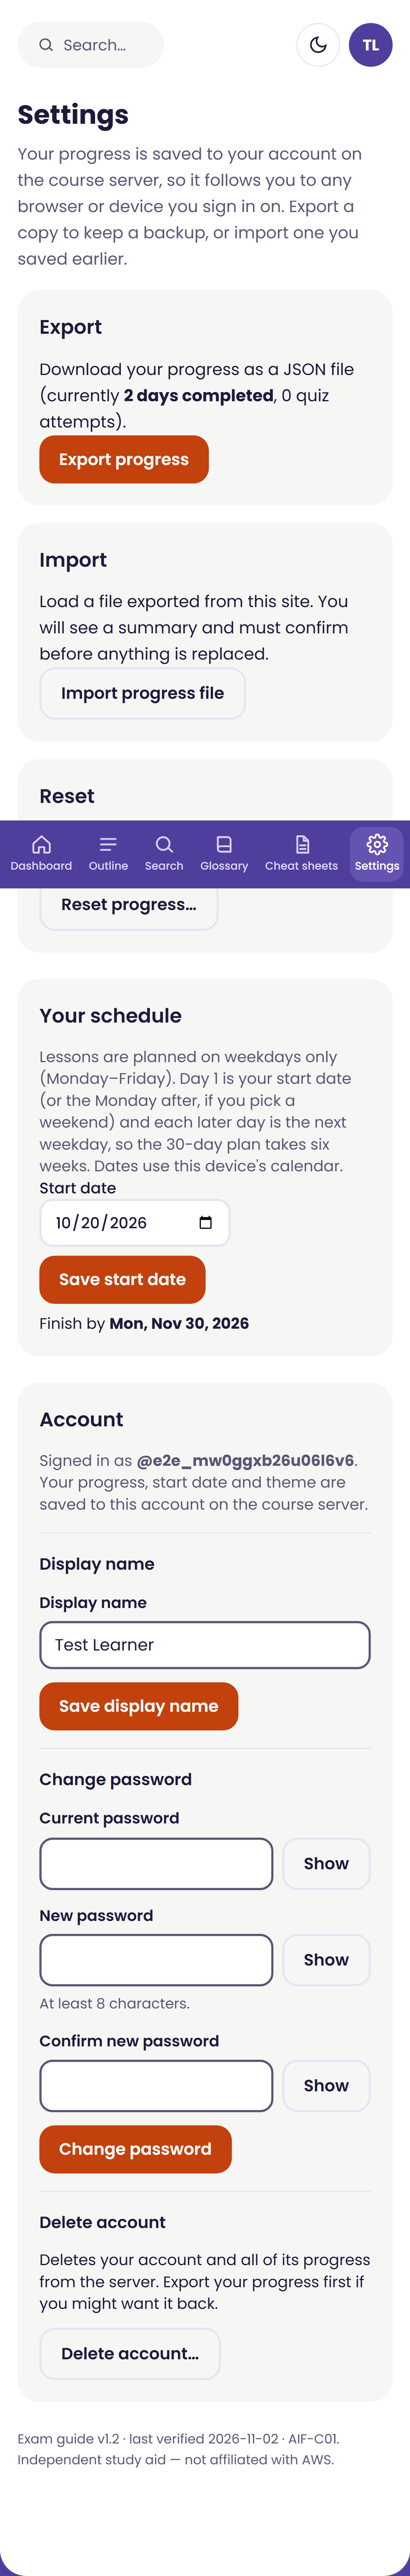 Search...
TL
Settings
Your progress is saved to your account on
the course server, so it follows you to any
browser or device you sign in on. Export a
copy to keep a backup, or import one you
saved earlier.
Export
Download your progress as a JSON file
(currently 2 days completed, 0 quiz
attempts).
Export progress
Import
Load a file exported from this site. You
will see a summary and must confirm
before anything is replaced.
Import progress file
Reset
Dashboard
Outline
Search
Glossary
Cheat sheets
Settings
Reset progress...
Your schedule
Lessons are planned on weekdays only
(Monday–Friday). Day 1 is your start date
(or the Monday after, if you pick a
weekend) and each later day is the next
weekday, so the 30-day plan takes six
weeks. Dates use this device's calendar.
Start date
10/20/2026
Save start date
Finish by Mon, Nov 30, 2026
Account
Signed in as @e2e_mw0ggxb26u06l6v6.
Your progress, start date and theme are
saved to this account on the course server.
Display name
Display name
Test Learner
Save display name
Change password
Current password
Show
New password
Show
At least 8 characters.
Confirm new password
Show
Change password
Delete account
Deletes your account and all of its progress
from the server. Export your progress first if
you might want it back.
Delete account...
Exam guide v1.2 · last verified 2026-11-02 · AIF-C01.
Independent study aid — not affiliated with AWS.